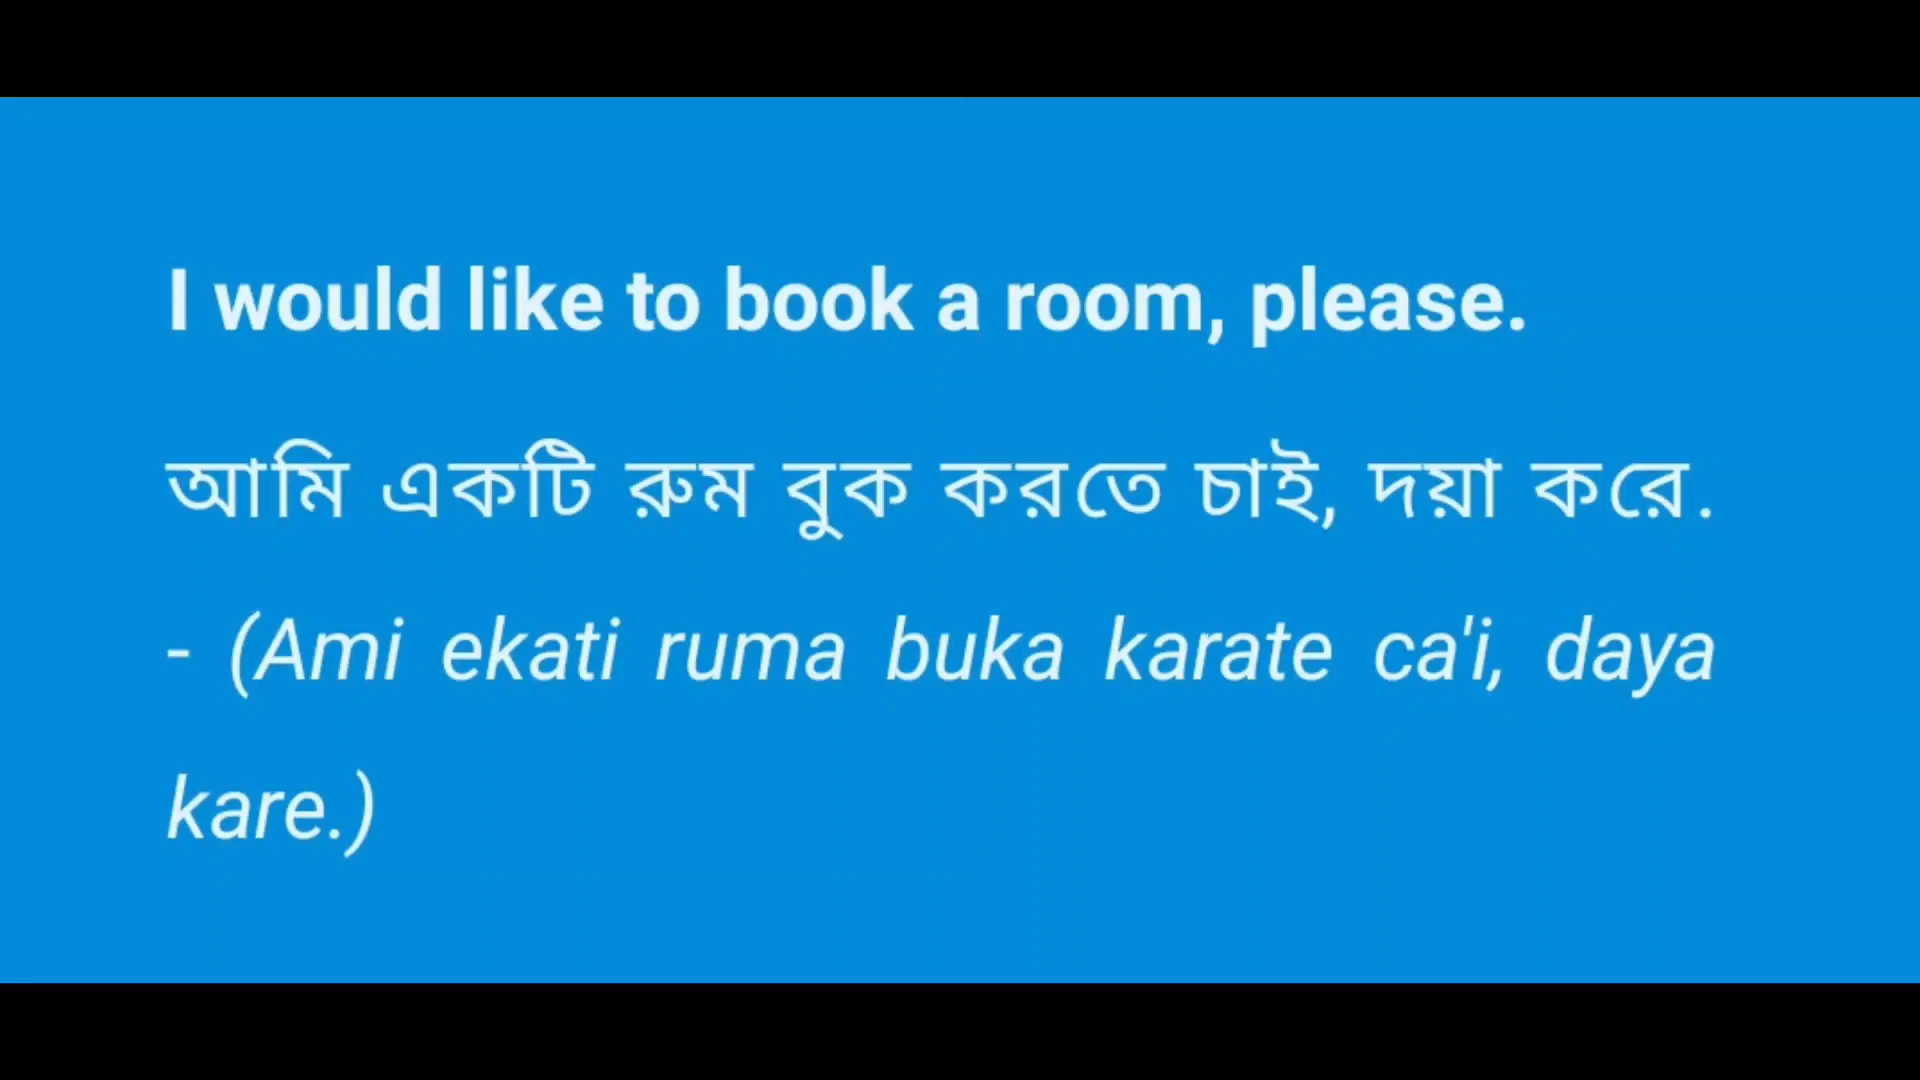 I would like to book a room, please.
আমি একটি রুম বুক করতে চাই, দয়া করে.
- (Ami ekati ruma buka karate ca'i, daya
kare.)